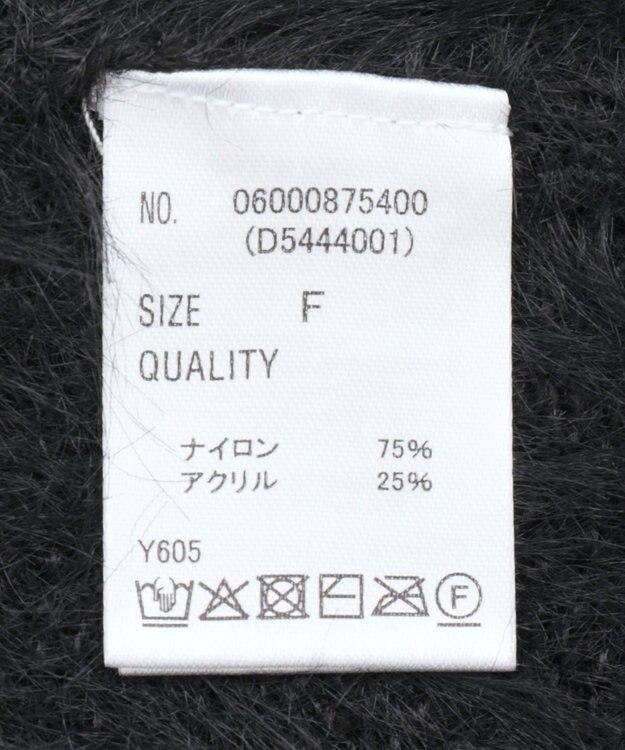 NO. 06000875400
(D5444001)
SIZE F
QUALITY
ナイロン 75%
アクリル 25%
Y605
F